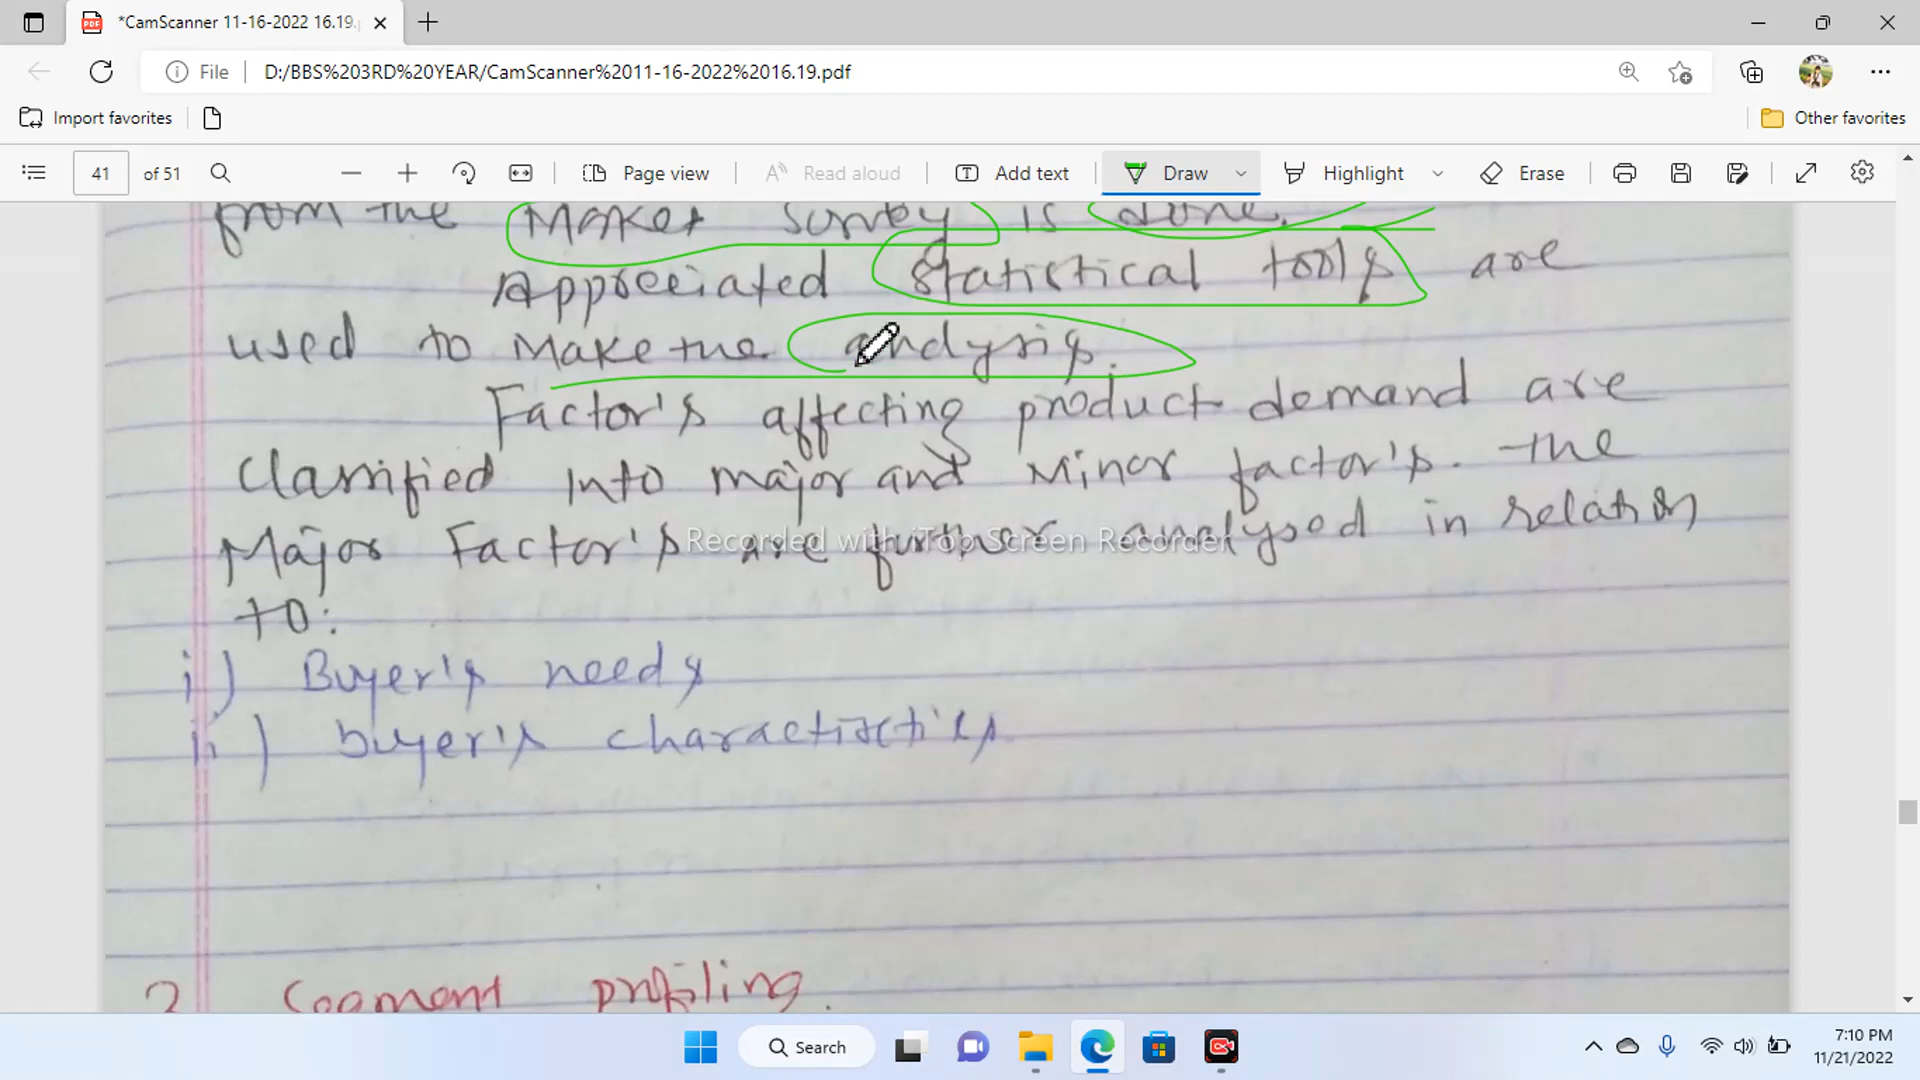 *CamScanner 11-16-2022 16.19.
File D:/BBS%203RD%20YEAR/CamScanner%2011-16-2022%2016.19.pdf
Import favorites Other favorites
41 of 51 Page view Read aloud Add text Draw Highlight Erase
from the Market Survey is done.
Appreciated Statistical tools are
used to Make the analysis.
Factor's affecting product demand are
Classified into major and Minor factor's. The
Major Factor's are further analysed in relation
to:
Recorded with iTop Screen Recorder
i) Buyer's needs
ii) buyer's
2 Segment profiling.
Search
7:10 PM
11/21/2022